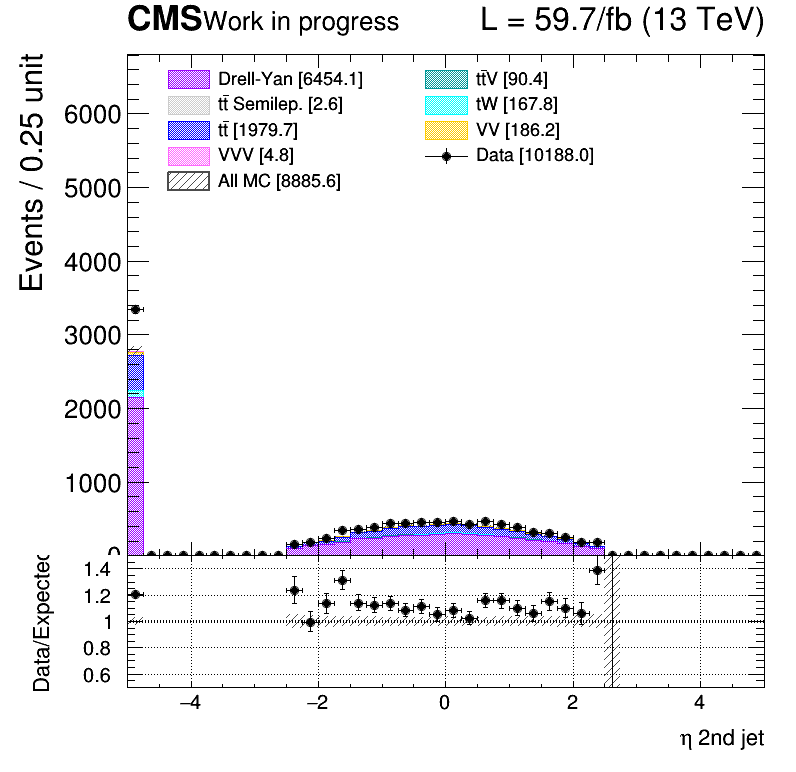 CMS Work in progress L = 59.7/fb (13 TeV)
Events / 0.25 unit
Drell-Yan [6454.1]
tt̄ Semilep. [2.6]
tt̄ [1979.7]
VVV [4.8]
All MC [8885.6]
tt̄V [90.4]
tW [167.8]
VV [186.2]
Data [10188.0]
6000
5000
4000
3000
2000
1000
0
Data/Expected
1.4
1.2
1
0.8
0.6
−4 −2 0 2 4
η 2nd jet